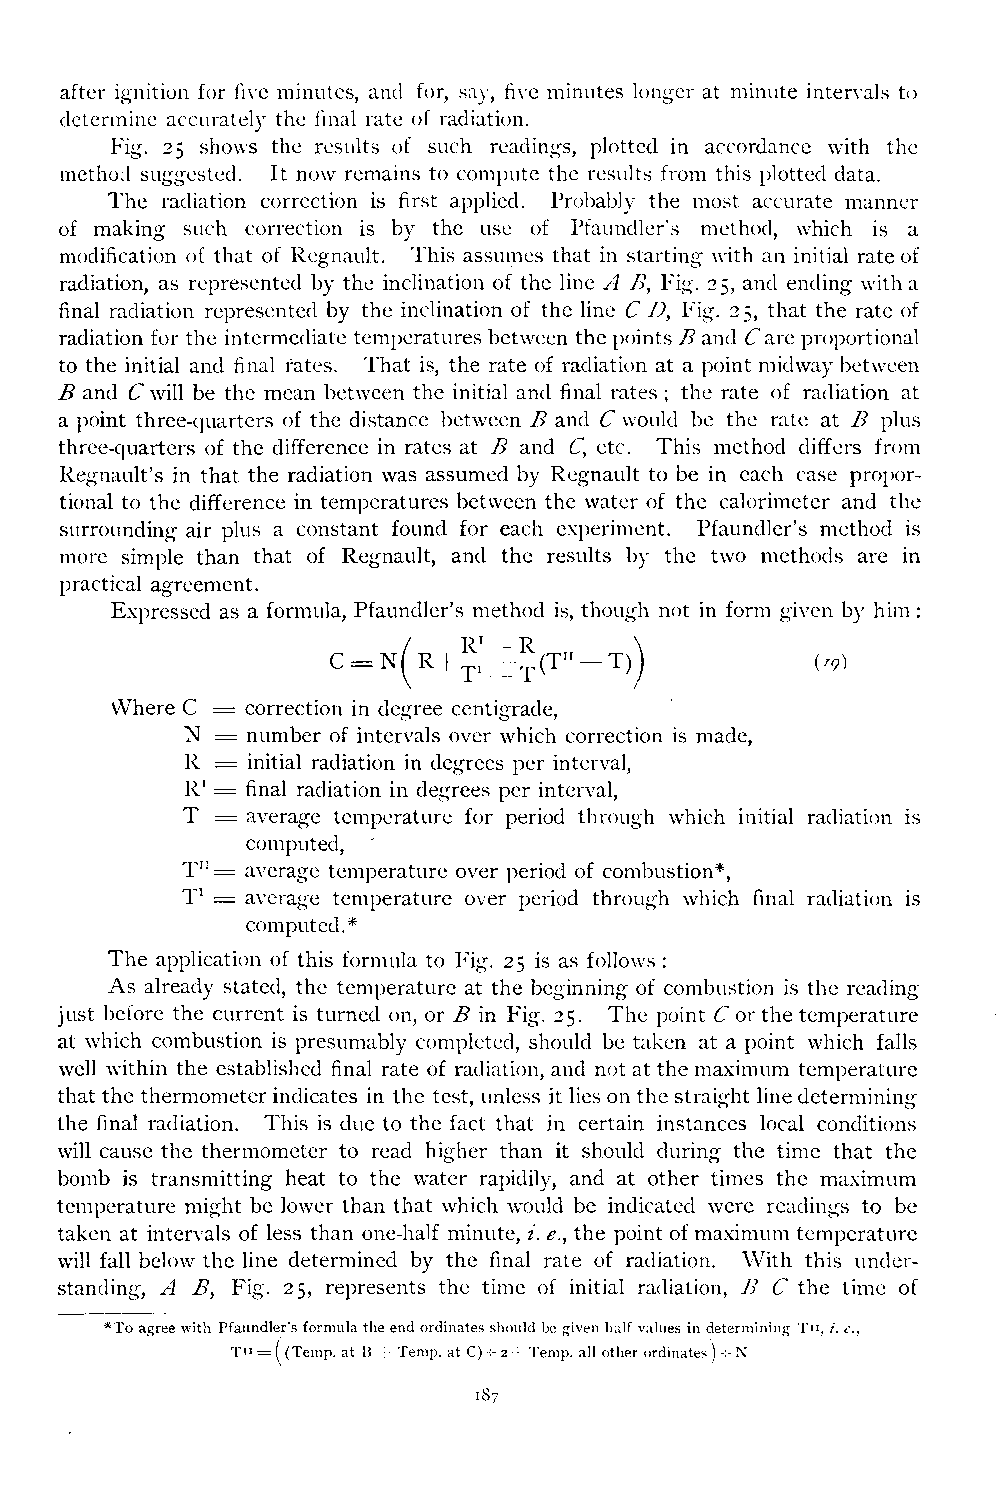 after ignition for five minutes, and for, say, five minutes longer at minute intervals to
determine accurately the final rate of radiation.
Fig. 25 shows the results of such readings, plotted in accordance with the
method suggested. It now remains to compute the results from this plotted data.
The radiation correction is first applied. Probably the most accurate manner
of making such correction is by the use of Pfaundler's method, which is a
modification of that of Regnault. This assumes that in starting with an initial rate of
radiation, as represented by the inclination of the line A B, Fig. 25, and ending with a
final radiation represented by the inclination of the line C D, Fig. 25, that the rate of
radiation for the intermediate temperatures between the points B and C are proportional
to the initial and final rates. That is, the rate of radiation at a point midway between
B and C will be the mean between the initial and final rates; the rate of radiation at
a point three-quarters of the distance between B and C would be the rate at B plus
three-quarters of the difference in rates at B and C, etc. This method differs from
Regnault's in that the radiation was assumed by Regnault to be in each case propor-
tional to the difference in temperatures between the water of the calorimeter and the
surrounding air plus a constant found for each experiment. Pfaundler's method is
more simple than that of Regnault, and the results by the two methods are in
practical agreement.
Expressed as a formula, Pfaundler's method is, though not in form given by him:
C = N( R + (R' - R)/(T' - T) (T" — T)) (19)
Where C = correction in degree centigrade,
N = number of intervals over which correction is made,
R = initial radiation in degrees per interval,
R' = final radiation in degrees per interval,
T = average temperature for period through which initial radiation is
computed,
T" = average temperature over period of combustion*,
T' = average temperature over period through which final radiation is
computed.*
The application of this formula to Fig. 25 is as follows:
As already stated, the temperature at the beginning of combustion is the reading
just before the current is turned on, or B in Fig. 25. The point C or the temperature
at which combustion is presumably completed, should be taken at a point which falls
well within the established final rate of radiation, and not at the maximum temperature
that the thermometer indicates in the test, unless it lies on the straight line determining
the final radiation. This is due to the fact that in certain instances local conditions
will cause the thermometer to read higher than it should during the time that the
bomb is transmitting heat to the water rapidily, and at other times the maximum
temperature might be lower than that which would be indicated were readings to be
taken at intervals of less than one-half minute, i. e., the point of maximum temperature
will fall below the line determined by the final rate of radiation. With this under-
standing, A B, Fig. 25, represents the time of initial radiation, B C the time of
*To agree with Pfaundler's formula the end ordinates should be given half values in determining T", i. e.,
T" = ((Temp. at B + Temp. at C) ÷ 2 + Temp. all other ordinates) ÷ N
187